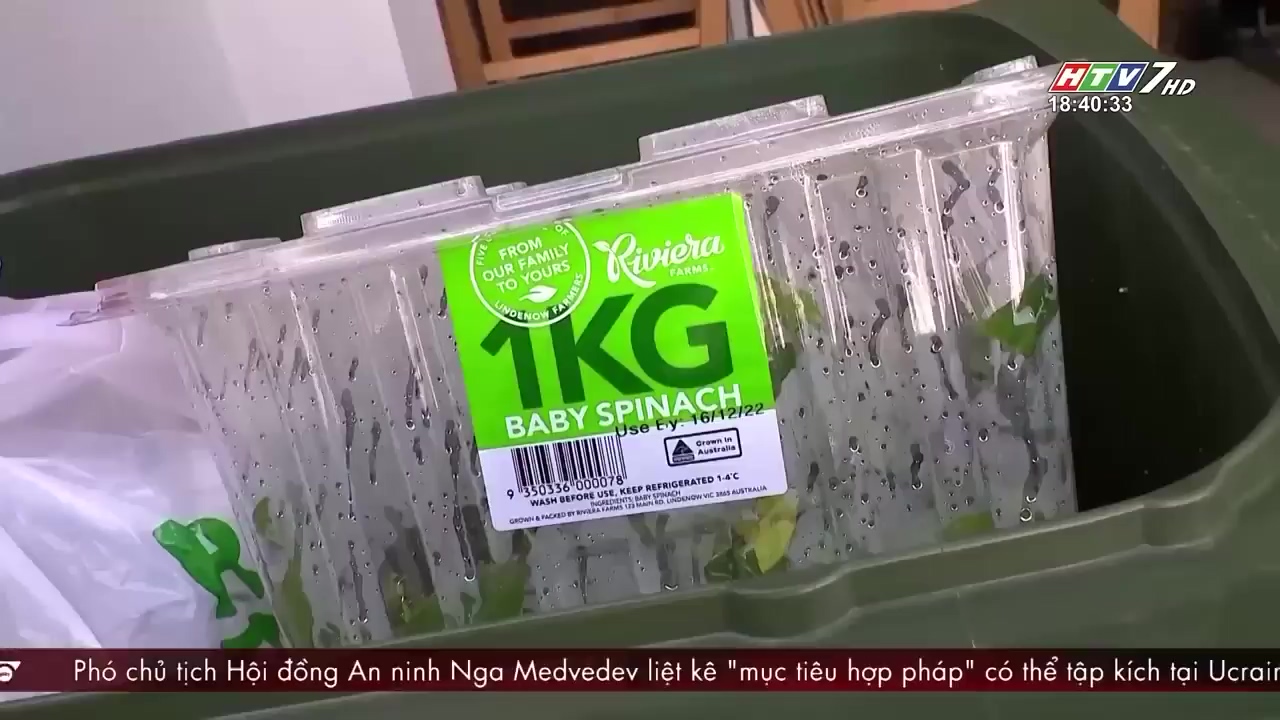 HTV7 HD
18:40:33
FROM
OUR FAMILY
TO YOURS
LINDENOW FARMERS
Riviera
FARMS
1KG
BABY SPINACH
Use By: 16/12/22
Grown in
Australia
9 350336 000078
WASH BEFORE USE, KEEP REFRIGERATED 1-4°C
INGREDIENTS: BABY SPINACH
GROWN & PACKED BY RIVIERA FARMS 123 MAIN RD, LINDENOW VIC 3865 AUSTRALIA
Phó chủ tịch Hội đồng An ninh Nga Medvedev liệt kê "mục tiêu hợp pháp" có thể tập kích tại Ucrain